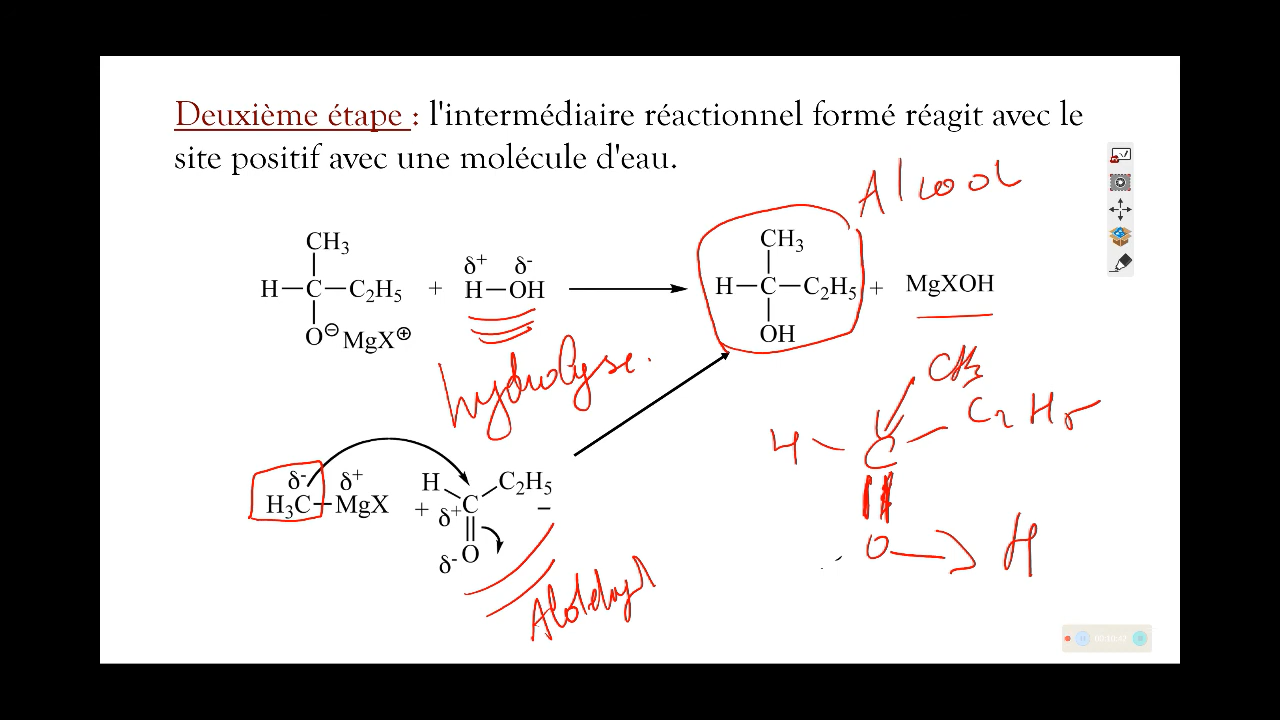 Deuxième étape : l'intermédiaire réactionnel formé réagit avec le
site positif avec une molécule d'eau.
Alcool
CH₃
H—C—C₂H₅ + H—OH
δ⁺ δ⁻
O⊖ MgX⊕
CH₃
H—C—C₂H₅ + MgXOH
OH
hydrolyse.
CH₃
C₂H₅
H C
O H
δ⁻ δ⁺
H₃C—MgX +
H C₂H₅
δ⁺ C
δ⁻ O